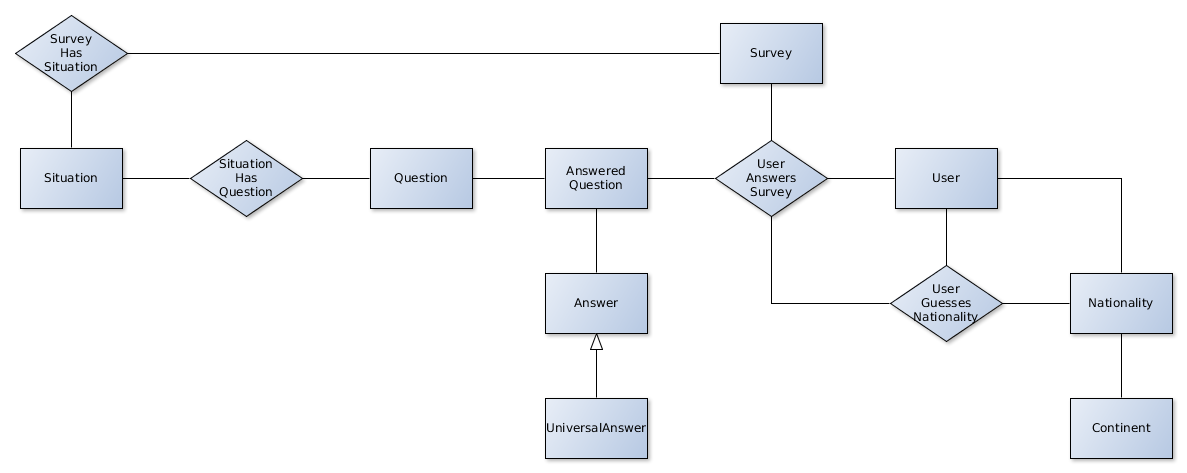 Survey
Has
Situation
Survey
Situation
Situation
Has
Question
Question
Answered
Question
User
Answers
Survey
User
Answer
User
Guesses
Nationality
Nationality
UniversalAnswer
Continent